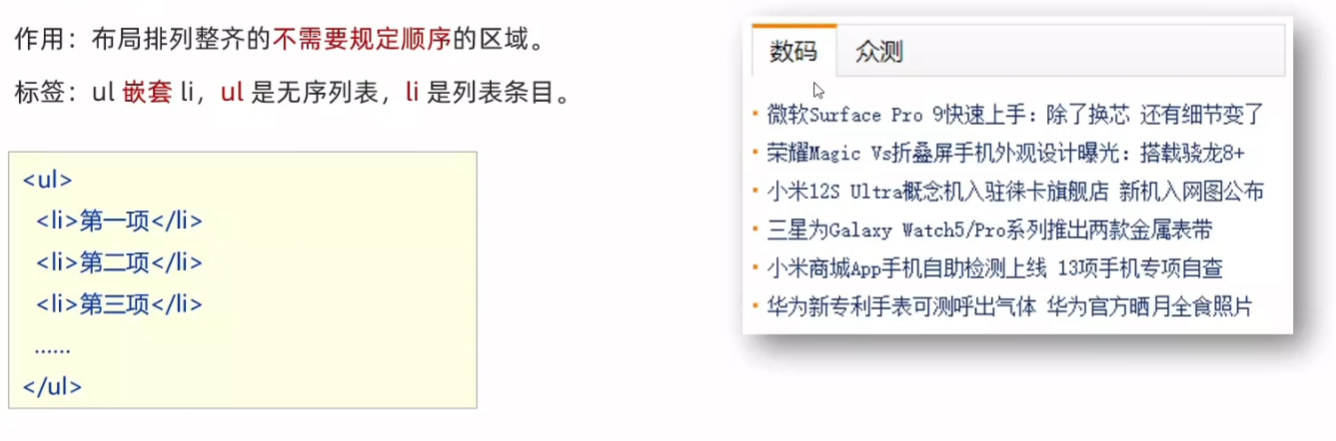 作用：布局排列整齐的不需要规定顺序的区域。
标签：ul 嵌套 li，ul 是无序列表，li 是列表条目。
<ul>
<li>第一项</li>
<li>第二项</li>
<li>第三项</li>
......
</ul>
数码 众测
微软Surface Pro 9快速上手：除了换芯 还有细节变了
荣耀Magic Vs折叠屏手机外观设计曝光：搭载骁龙8+
小米12S Ultra概念机入驻徕卡旗舰店 新机入网图公布
三星为Galaxy Watch5/Pro系列推出两款金属表带
小米商城App手机自助检测上线 13项手机专项自查
华为新专利手表可测呼出气体 华为官方晒月全食照片